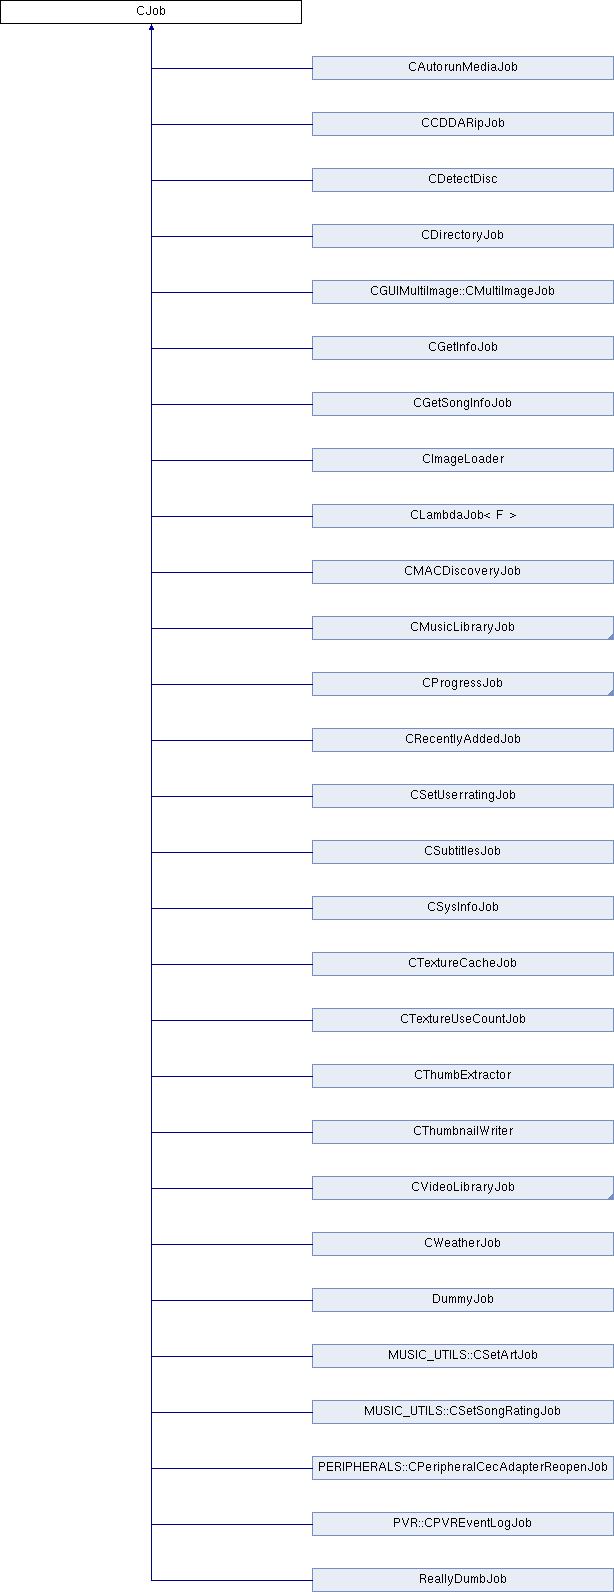 CJob
CAutorunMediaJob
CCDDARipJob
CDetectDisc
CDirectoryJob
CGUIMultiImage::CMultiImageJob
CGetInfoJob
CGetSongInfoJob
CImageLoader
CLambdaJob< F >
CMACDiscoveryJob
CMusicLibraryJob
CProgressJob
CRecentlyAddedJob
CSetUserratingJob
CSubtitlesJob
CSysInfoJob
CTextureCacheJob
CTextureUseCountJob
CThumbExtractor
CThumbnailWriter
CVideoLibraryJob
CWeatherJob
DummyJob
MUSIC_UTILS::CSetArtJob
MUSIC_UTILS::CSetSongRatingJob
PERIPHERALS::CPeripheralCecAdapterReopenJob
PVR::CPVREventLogJob
ReallyDumbJob